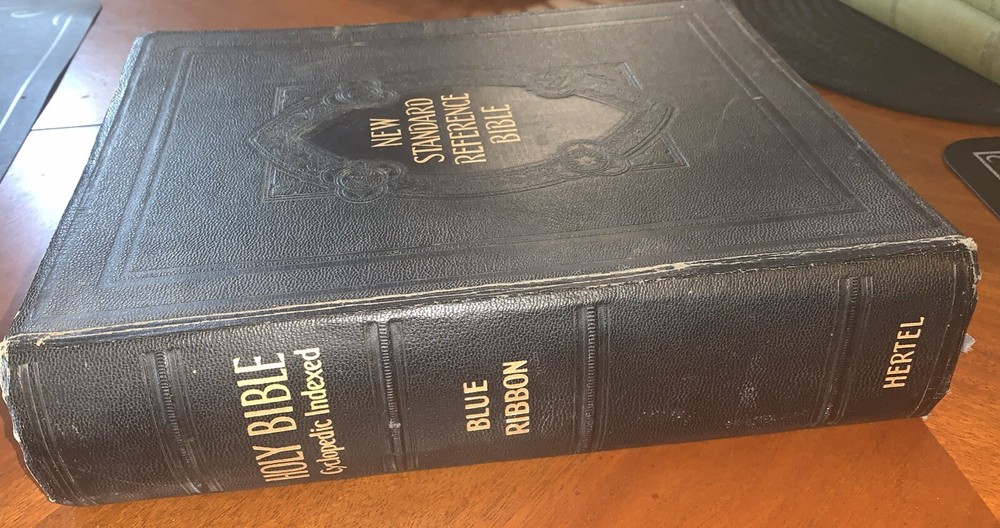 NEW
STANDARD
REFERENCE
BIBLE
HOLY BIBLE
Cyclopedic Indexed
BLUE
RIBBON
HERTEL